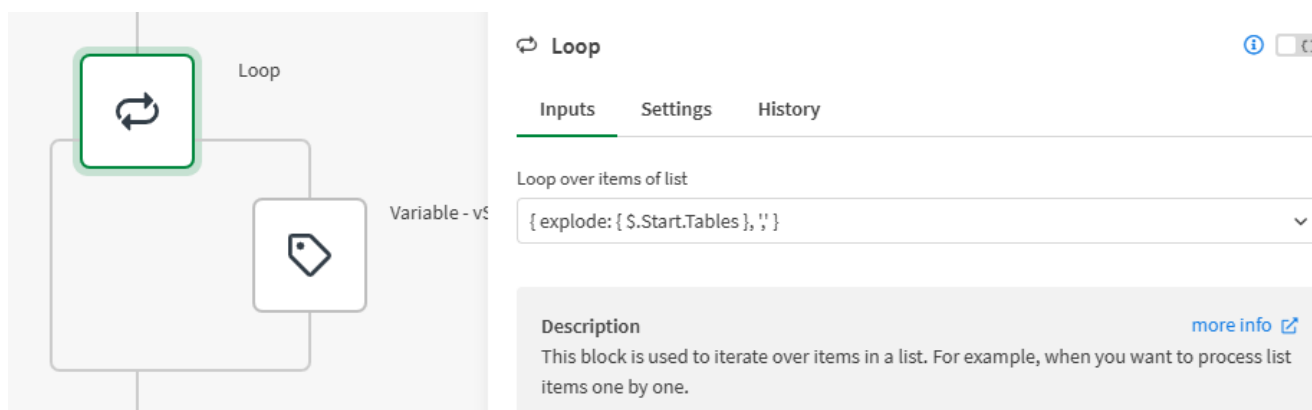 Loop
Variable - vS
Loop
Inputs Settings History
Loop over items of list
{ explode: { $.Start.Tables }, ',' }
Description more info
This block is used to iterate over items in a list. For example, when you want to process list
items one by one.